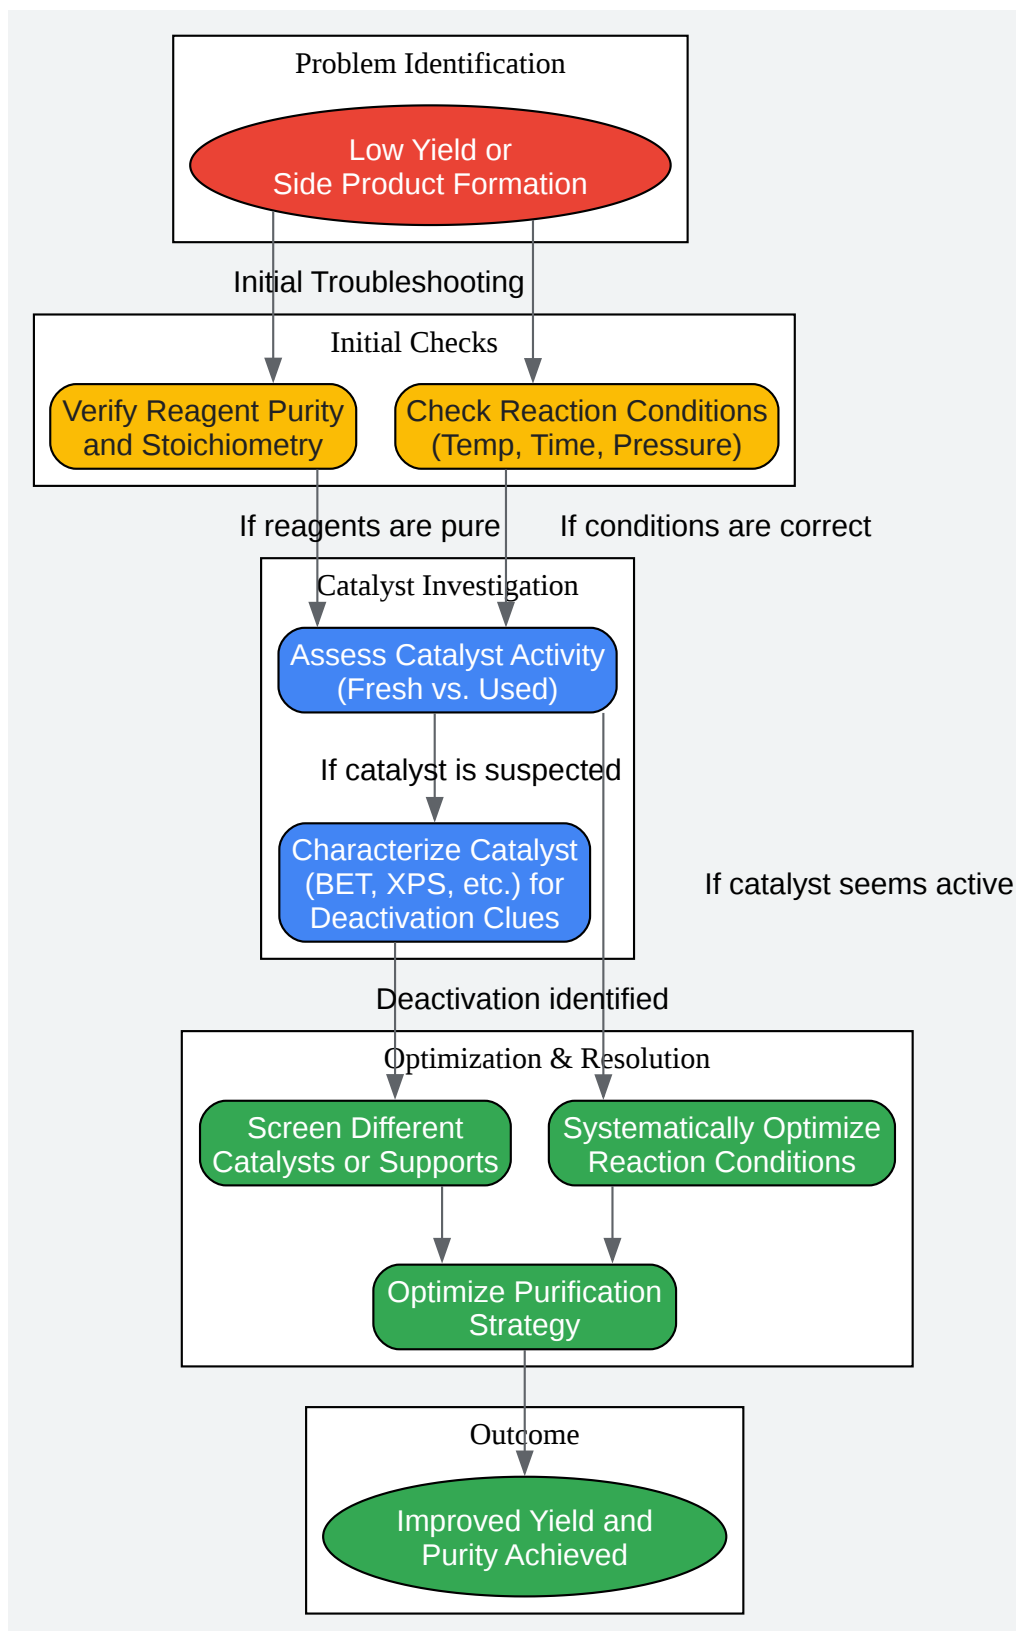 Problem Identification
Low Yield or
Side Product Formation
Initial Troubleshooting
Initial Checks
Verify Reagent Purity
and Stoichiometry
Check Reaction Conditions
(Temp, Time, Pressure)
If reagents are pure
If conditions are correct
Catalyst Investigation
Assess Catalyst Activity
(Fresh vs. Used)
If catalyst is suspected
Characterize Catalyst
(BET, XPS, etc.) for
Deactivation Clues
If catalyst seems active
Deactivation identified
Optimization & Resolution
Screen Different
Catalysts or Supports
Systematically Optimize
Reaction Conditions
Optimize Purification
Strategy
Outcome
Improved Yield and
Purity Achieved